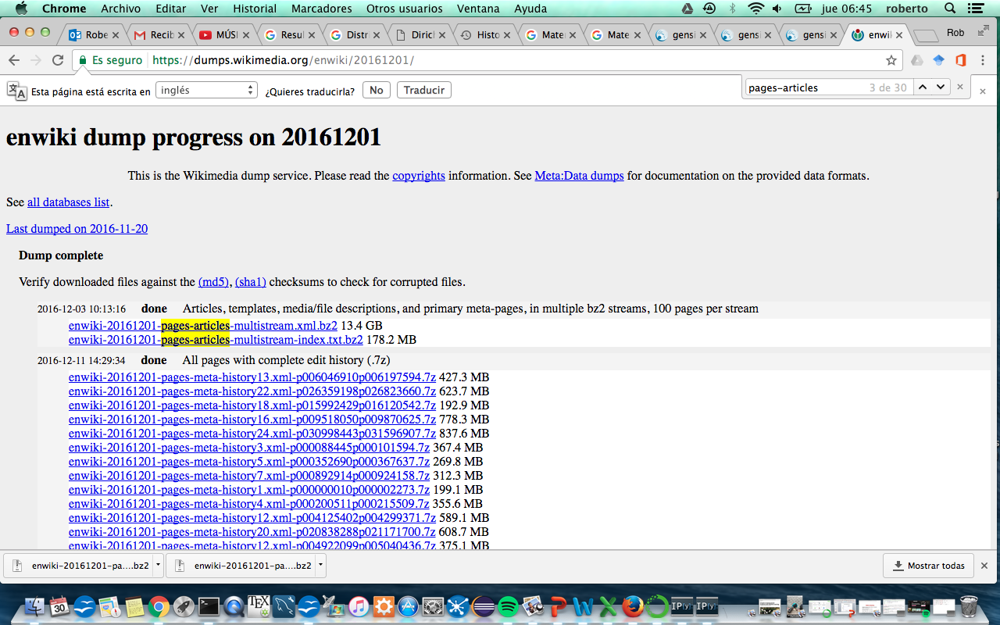 Chrome Archivo Editar Ver Historial Marcadores Otros usuarios Ventana Ayuda jue 06:45 roberto
Robe Recib MÚS Resul Distri Dirich Histo Mater Mate gensi gensi gensi enwi Rob
Es seguro https://dumps.wikimedia.org/enwiki/20161201/
Esta página está escrita en inglés ¿Quieres traducirla? No Traducir pages-articles 3 de 30
enwiki dump progress on 20161201
This is the Wikimedia dump service. Please read the copyrights information. See Meta:Data dumps for documentation on the provided data formats.
See all databases list.
Last dumped on 2016-11-20
Dump complete
Verify downloaded files against the (md5), (sha1) checksums to check for corrupted files.
2016-12-03 10:13:16 done Articles, templates, media/file descriptions, and primary meta-pages, in multiple bz2 streams, 100 pages per stream
enwiki-20161201-pages-articles-multistream.xml.bz2 13.4 GB
enwiki-20161201-pages-articles-multistream-index.txt.bz2 178.2 MB
2016-12-11 14:29:34 done All pages with complete edit history (.7z)
enwiki-20161201-pages-meta-history13.xml-p006046910p006197594.7z 427.3 MB
enwiki-20161201-pages-meta-history22.xml-p026359198p026823660.7z 623.7 MB
enwiki-20161201-pages-meta-history18.xml-p015992429p016120542.7z 192.9 MB
enwiki-20161201-pages-meta-history16.xml-p009518050p009870625.7z 778.3 MB
enwiki-20161201-pages-meta-history24.xml-p030998443p031596907.7z 837.6 MB
enwiki-20161201-pages-meta-history3.xml-p000088445p000101594.7z 367.4 MB
enwiki-20161201-pages-meta-history5.xml-p000352690p000367637.7z 269.8 MB
enwiki-20161201-pages-meta-history7.xml-p000892914p000924158.7z 312.3 MB
enwiki-20161201-pages-meta-history1.xml-p000000010p000002273.7z 199.1 MB
enwiki-20161201-pages-meta-history4.xml-p000200511p000215509.7z 355.6 MB
enwiki-20161201-pages-meta-history12.xml-p004125402p004299371.7z 589.1 MB
enwiki-20161201-pages-meta-history20.xml-p020838288p021171700.7z 608.7 MB
enwiki-20161201-pages-meta-history12.xml-p004922099p005040436.7z 375.1 MB
enwiki-20161201-pa....bz2 enwiki-20161201-pa....bz2 Mostrar todas
30 TEX P W X IP[y] IP[y]